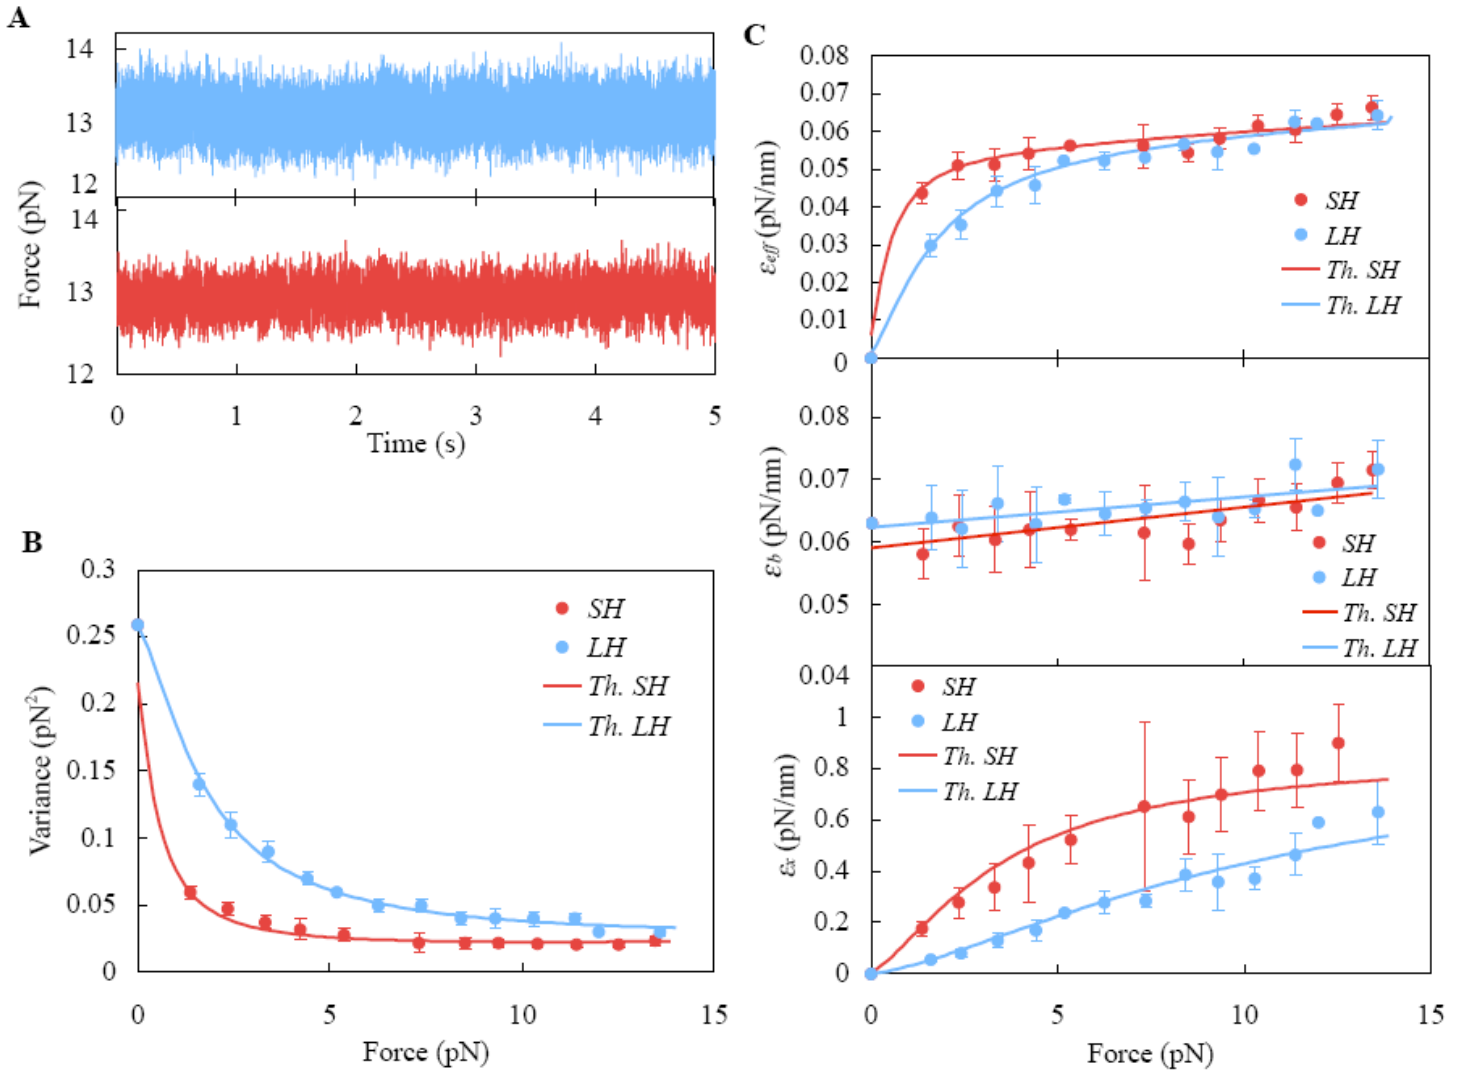 A
14
13
12
14
13
12
Force (pN)
0 1 2 3 4 5
Time (s)
B
0.3
0.25
0.2
0.15
0.1
0.05
0
Variance (pN²)
SH
LH
Th. SH
Th. LH
0 5 10 15
Force (pN)
C
0.08
0.07
0.06
0.05
0.04
0.03
0.02
0.01
0
εeff (pN/nm)
SH
LH
Th. SH
Th. LH
0.08
0.07
0.06
0.05
0.04
εb (pN/nm)
SH
LH
Th. SH
Th. LH
1
0.8
0.6
0.4
0.2
0
εx (pN/nm)
SH
LH
Th. SH
Th. LH
0 5 10 15
Force (pN)